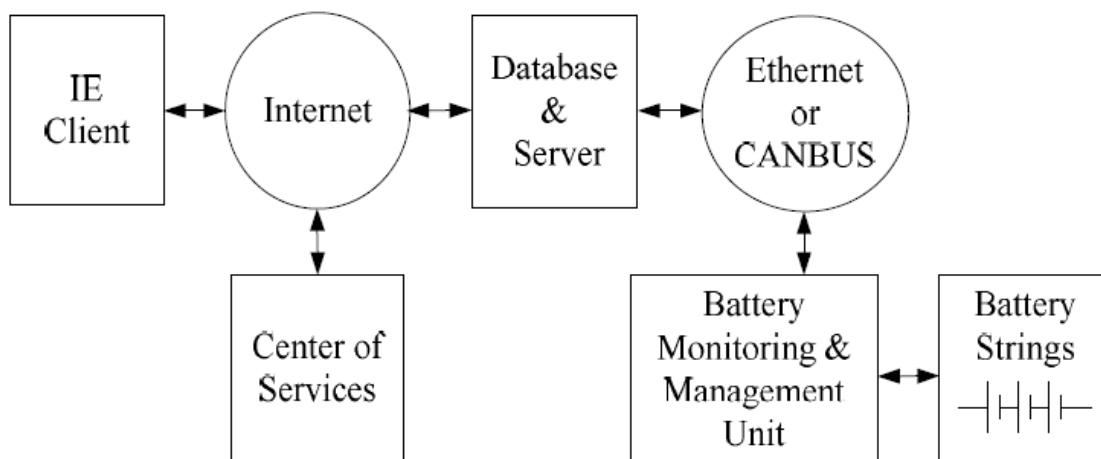 IE
Client
Internet
Database
&
Server
Ethernet
or
CANBUS
Center of
Services
Battery
Monitoring &
Management
Unit
Battery
Strings